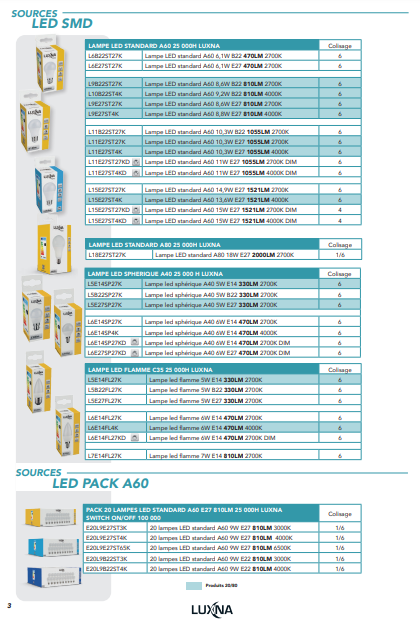 SOURCES
LED SMD
LAMPE LED STANDARD A60 25 000H LUXNA Colisage
L6B22ST27K Lampe LED standard A60 6,1W B22 470LM 2700K 6
L6E27ST27K Lampe LED standard A60 6,1W E27 470LM 2700K 6
L9B22ST27K Lampe LED standard A60 8,6W B22 810LM 2700K 6
L10B22ST4K Lampe LED standard A60 9,2W B22 810LM 4000K 6
L9E27ST27K Lampe LED standard A60 8,6W E27 810LM 2700K 6
L9E27ST4K Lampe LED standard A60 8,8W E27 810LM 4000K 6
L11B22ST27K Lampe LED standard A60 10,3W B22 1055LM 2700K 6
L11E27ST27K Lampe LED standard A60 10,3W E27 1055LM 2700K 6
L11E27ST4K Lampe LED standard A60 10,3W E27 1055LM 4000K 6
L11E27ST27KD Lampe LED standard A60 11W E27 1055LM 2700K DIM 6
L11E27ST4KD Lampe LED standard A60 11W E27 1055LM 4000K DIM 6
L15E27ST27K Lampe LED standard A60 14,9W E27 1521LM 2700K 6
L15E27ST4K Lampe LED standard A60 13,6W E27 1521LM 4000K 6
L15E27ST27KD Lampe LED standard A60 15W E27 1521LM 2700K DIM 4
L15E27ST4KD Lampe LED standard A60 15W E27 1521LM 4000K DIM 4
LAMPE LED STANDARD A80 25 000H LUXNA Colisage
L18E27ST27K Lampe LED standard A80 18W E27 2000LM 2700K 1/6
LAMPE LED SPHERIQUE A40 25 000 H LUXNA Colisage
L5E14SP27K Lampe led sphérique A40 5W E14 330LM 2700K 6
L5B22SP27K Lampe led sphérique A40 5W B22 330LM 2700K 6
L5E27SP27K Lampe led sphérique A40 5W E27 330LM 2700K 6
L6E14SP27K Lampe led sphérique A40 6W E14 470LM 2700K 6
L6E14SP4K Lampe led sphérique A40 6W E14 470LM 4000K 6
L6E14SP27KD Lampe led sphérique A40 6W E14 470LM 2700K DIM 6
L6E27SP27KD Lampe led sphérique A40 6W E27 470LM 2700K DIM 6
LAMPE LED FLAMME C35 25 000H LUXNA Colisage
L5E14FL27K Lampe led flamme 5W E14 330LM 2700K 6
L5B22FL27K Lampe led flamme 5W B22 330LM 2700K 6
L5E27FL27K Lampe led flamme 5W E27 330LM 2700K 6
L6E14FL27K Lampe led flamme 6W E14 470LM 2700K 6
L6E14FL4K Lampe led flamme 6W E14 470LM 4000K 6
L6E14FL27KD Lampe led flamme 6W E14 470LM 2700K DIM 6
L7E14FL27K Lampe led flamme 7W E14 810LM 2700K 6
SOURCES
LED PACK A60
PACK 20 LAMPES LED STANDARD A60 E27 810LM 25 000H LUXNA Colisage
SWITCH ON/OFF 100 000
E20L9E27ST3K 20 lampes LED standard A60 9W E27 810LM 3000K 1/6
E20L9E27ST4K 20 lampes LED standard A60 9W E27 810LM 4000K 1/6
E20L9E27ST65K 20 lampes LED standard A60 9W E27 810LM 6500K 1/6
E20L9B22ST3K 20 lampes LED standard A60 9W E22 810LM 3000K 1/6
E20L9B22ST4K 20 lampes LED standard A60 9W E22 810LM 4000K 1/6
Produits 20/80
3
LUXNA